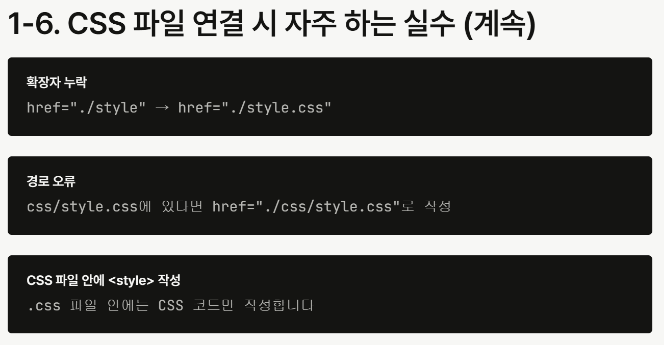 1-6. CSS 파일 연결 시 자주 하는 실수 (계속)
확장자 누락
href="./style" → href="./style.css"
경로 오류
css/style.css에 있다면 href="./css/style.css"로 작성
CSS 파일 안에 <style> 작성
.css 파일 안에는 CSS 코드만 작성합니다